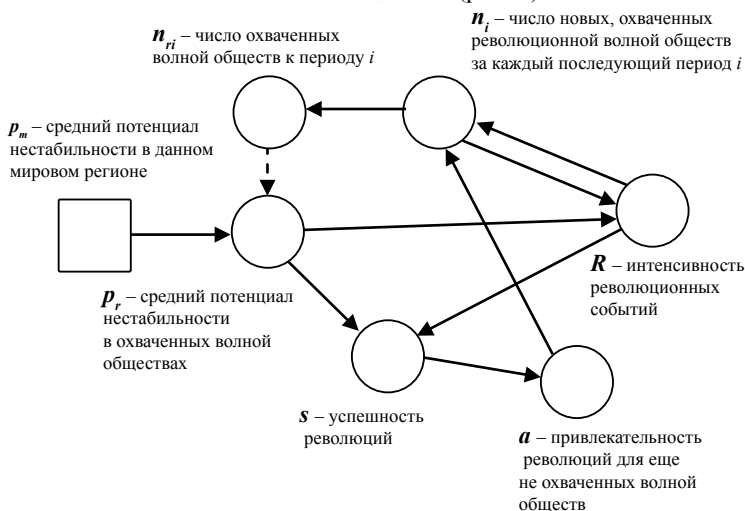 n_ri – число охваченных
волной обществ к периоду i
n_i – число новых, охваченных
революционной волной обществ
за каждый последующий период i
p_m – средний потенциал
нестабильности в данном
мировом регионе
p_r – средний потенциал
нестабильности
в охваченных волной
обществах
R – интенсивность
революционных
событий
s – успешность
революций
a – привлекательность
революций для еще
не охваченных волной
обществ